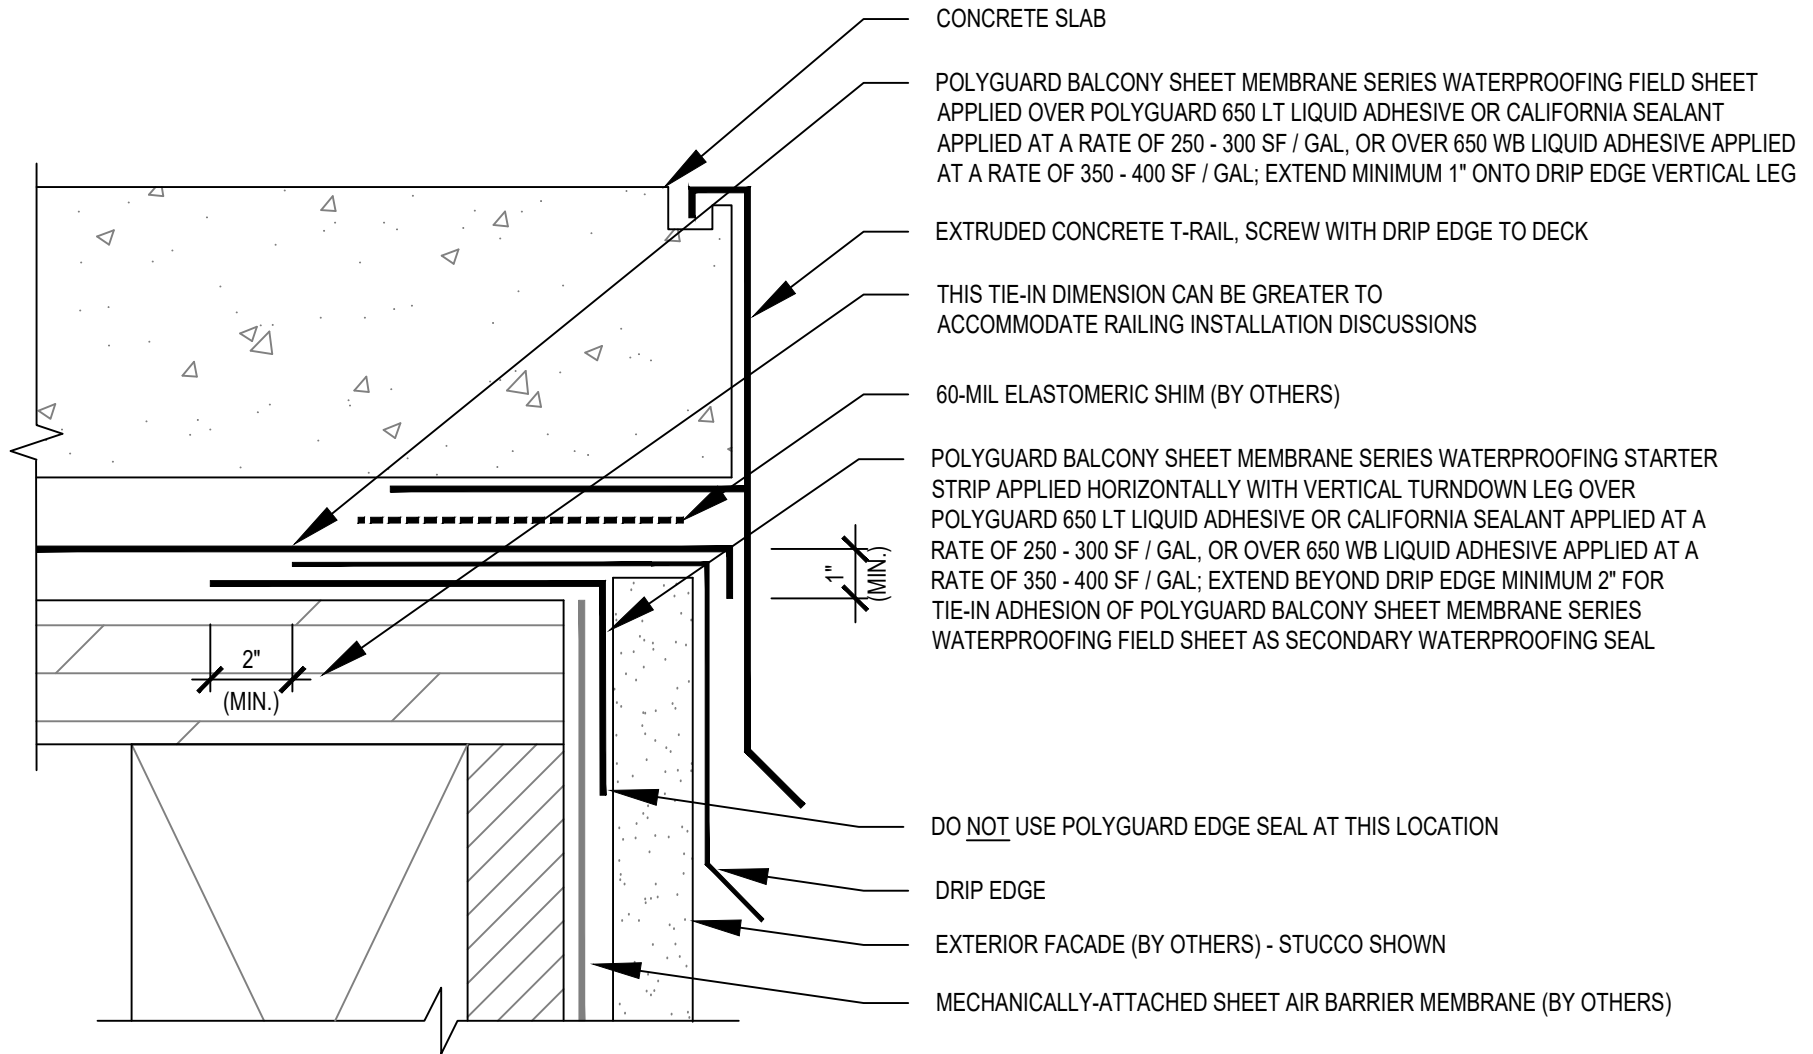 CONCRETE SLAB
POLYGUARD BALCONY SHEET MEMBRANE SERIES WATERPROOFING FIELD SHEET
APPLIED OVER POLYGUARD 650 LT LIQUID ADHESIVE OR CALIFORNIA SEALANT
APPLIED AT A RATE OF 250 - 300 SF / GAL, OR OVER 650 WB LIQUID ADHESIVE APPLIED
AT A RATE OF 350 - 400 SF / GAL; EXTEND MINIMUM 1" ONTO DRIP EDGE VERTICAL LEG
EXTRUDED CONCRETE T-RAIL, SCREW WITH DRIP EDGE TO DECK
THIS TIE-IN DIMENSION CAN BE GREATER TO
ACCOMMODATE RAILING INSTALLATION DISCUSSIONS
60-MIL ELASTOMERIC SHIM (BY OTHERS)
POLYGUARD BALCONY SHEET MEMBRANE SERIES WATERPROOFING STARTER
STRIP APPLIED HORIZONTALLY WITH VERTICAL TURNDOWN LEG OVER
POLYGUARD 650 LT LIQUID ADHESIVE OR CALIFORNIA SEALANT APPLIED AT A
RATE OF 250 - 300 SF / GAL, OR OVER 650 WB LIQUID ADHESIVE APPLIED AT A
RATE OF 350 - 400 SF / GAL; EXTEND BEYOND DRIP EDGE MINIMUM 2" FOR
TIE-IN ADHESION OF POLYGUARD BALCONY SHEET MEMBRANE SERIES
WATERPROOFING FIELD SHEET AS SECONDARY WATERPROOFING SEAL
1"
(MIN.)
2"
(MIN.)
DO NOT USE POLYGUARD EDGE SEAL AT THIS LOCATION
DRIP EDGE
EXTERIOR FACADE (BY OTHERS) - STUCCO SHOWN
MECHANICALLY-ATTACHED SHEET AIR BARRIER MEMBRANE (BY OTHERS)